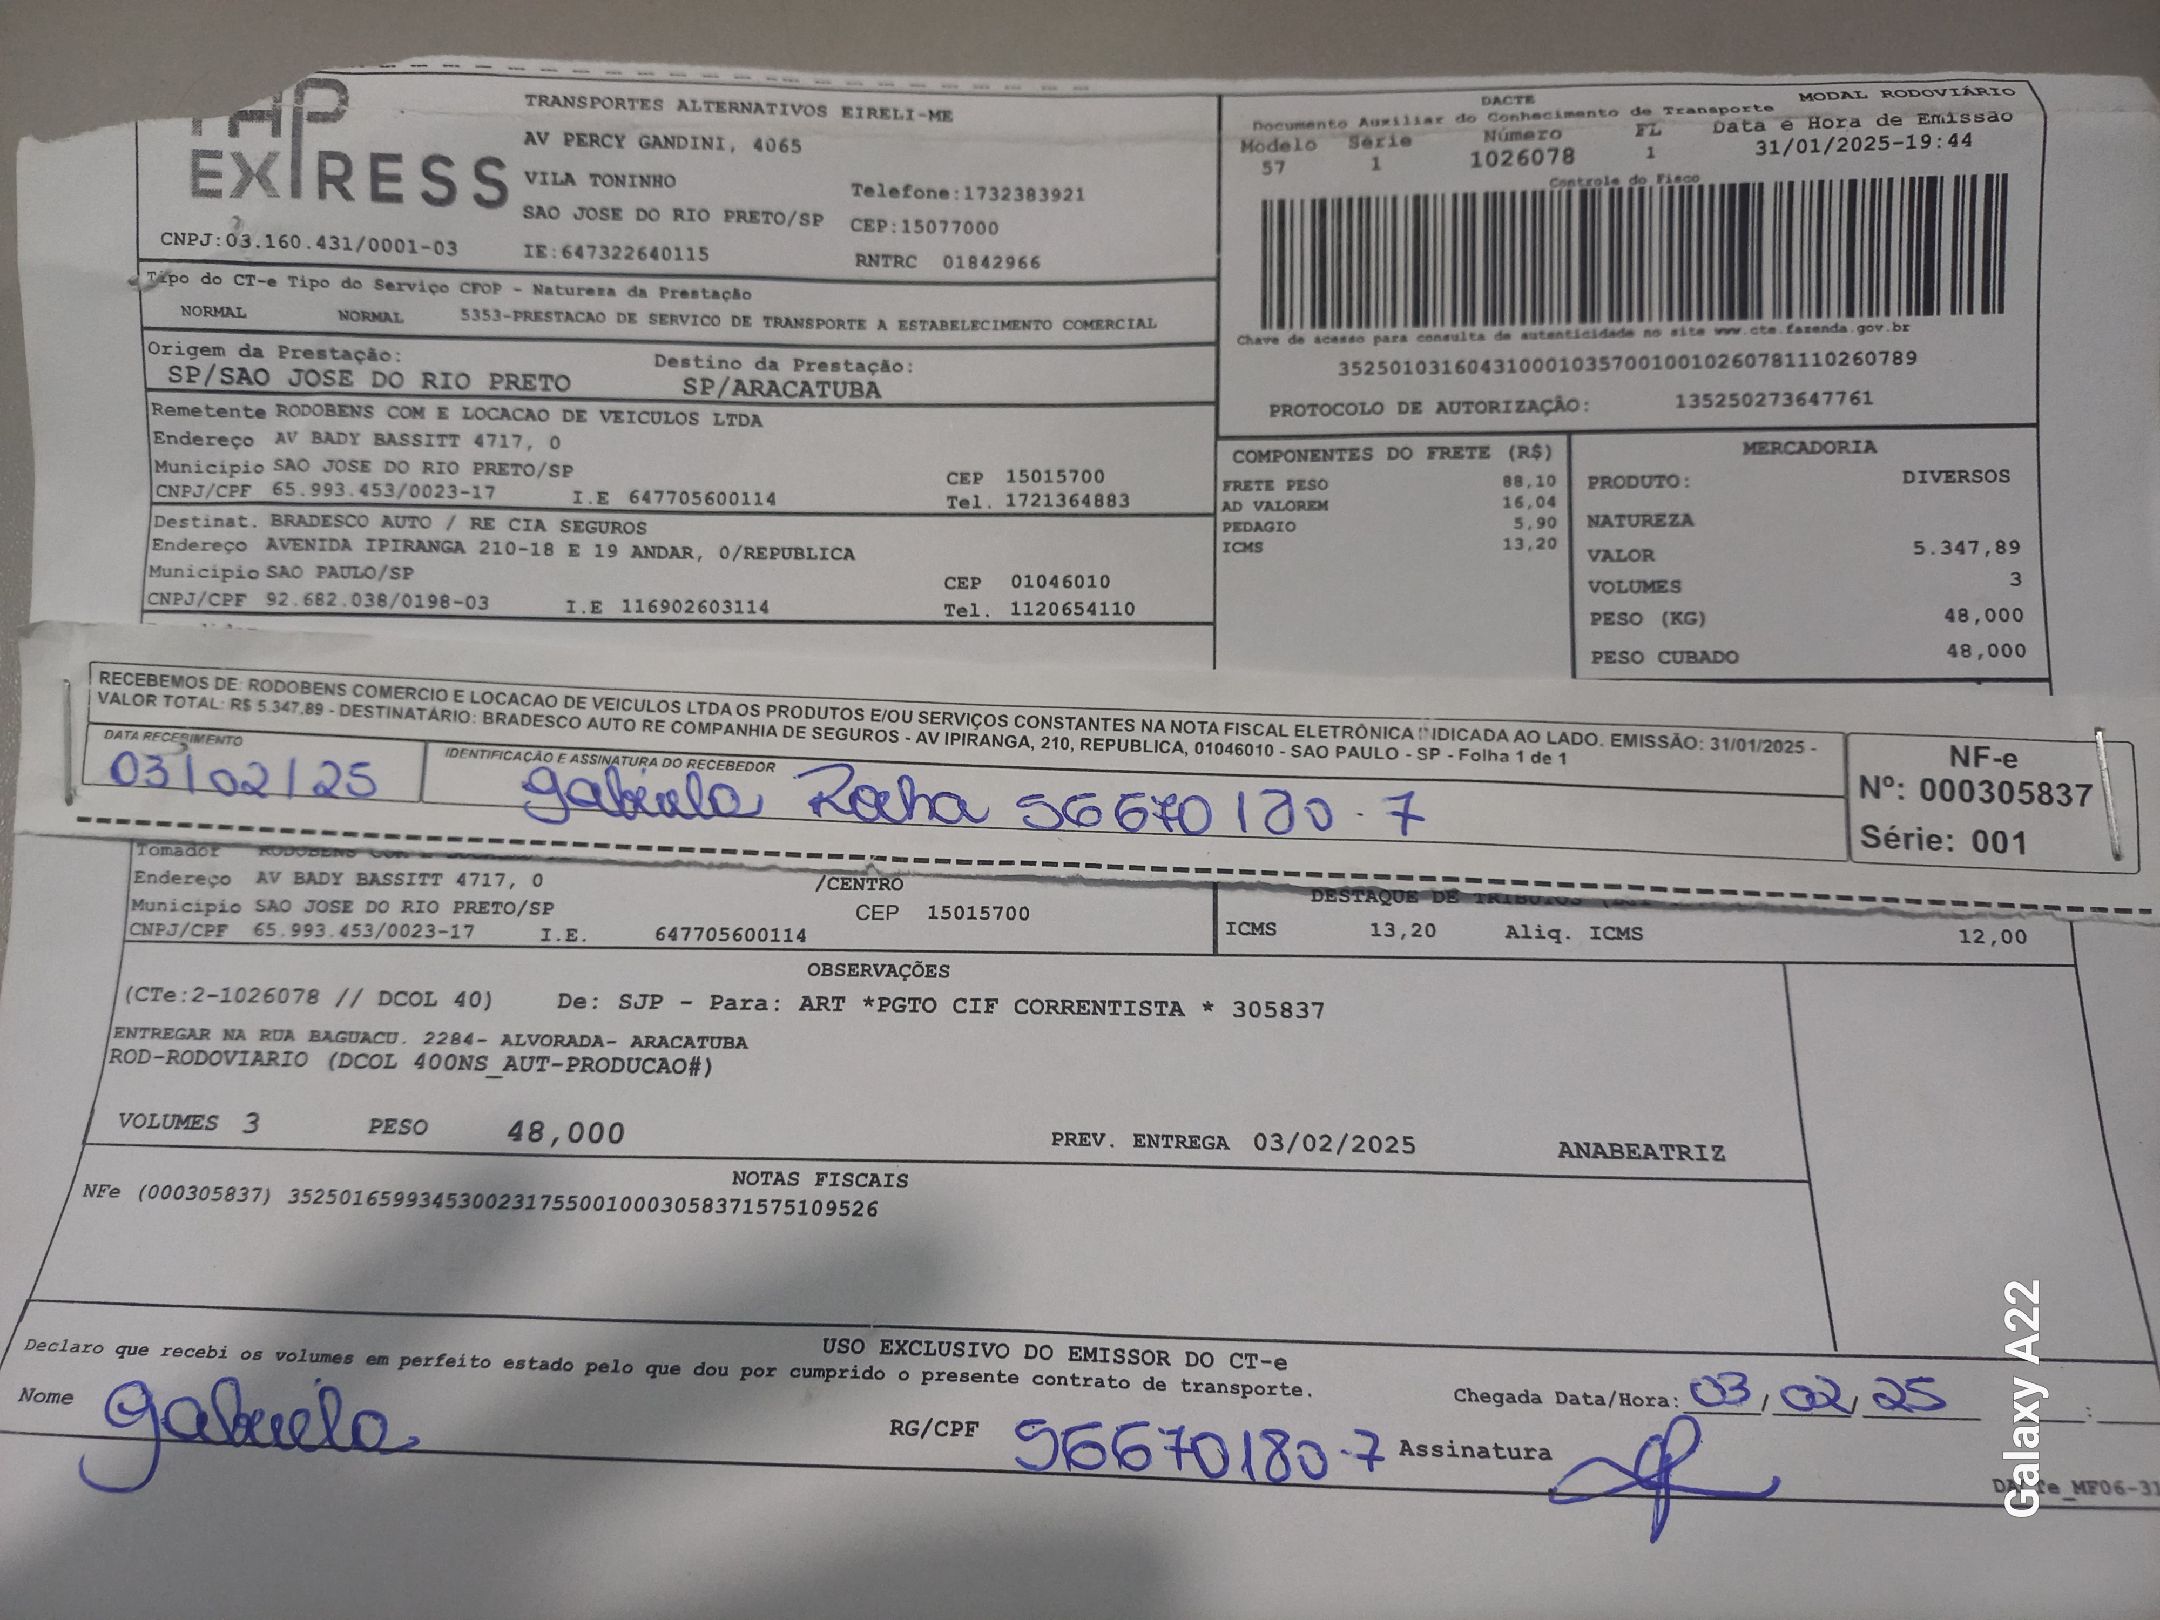 EXPRESS
TRANSPORTES ALTERNATIVOS EIRELI-ME
AV PERCY GANDINI, 4065
VILA TONINHO
SAO JOSE DO RIO PRETO/SP
Telefone:1732383921
CEP:15077000
CNPJ:03.160.431/0001-03
IE:647322640115
RNTRC 01842966
DACTE
MODAL RODOVIÁRIO
Documento Auxiliar do Conhecimento de Transporte
Modelo Série Número FL Data e Hora de Emissão
57 1 1026078 1 31/01/2025-19:44
Controle do Fisco
Chave de acesso para consulta de autenticidade no site www.cte.fazenda.gov.br
35250103160431000103570010010260781110260789
PROTOCOLO DE AUTORIZAÇÃO: 135250273647761
Tipo do CT-e Tipo do Serviço CFOP - Natureza da Prestação
NORMAL NORMAL 5353-PRESTACAO DE SERVICO DE TRANSPORTE A ESTABELECIMENTO COMERCIAL
Origem da Prestação: Destino da Prestação:
SP/SAO JOSE DO RIO PRETO SP/ARACATUBA
Remetente RODOBENS COM E LOCACAO DE VEICULOS LTDA
Endereço AV BADY BASSITT 4717, 0
Município SAO JOSE DO RIO PRETO/SP CEP 15015700
CNPJ/CPF 65.993.453/0023-17 I.E 647705600114 Tel. 1721364883
Destinat. BRADESCO AUTO / RE CIA SEGUROS
Endereço AVENIDA IPIRANGA 210-18 E 19 ANDAR, 0/REPUBLICA
Município SAO PAULO/SP CEP 01046010
CNPJ/CPF 92.682.038/0198-03 I.E 116902603114 Tel. 1120654110
COMPONENTES DO FRETE (R$)
FRETE PESO 88,10
AD VALOREM 16,04
PEDAGIO 5,90
ICMS 13,20
MERCADORIA
PRODUTO: DIVERSOS
NATUREZA
VALOR 5.347,89
VOLUMES 3
PESO (KG) 48,000
PESO CUBADO 48,000
RECEBEMOS DE: RODOBENS COMERCIO E LOCACAO DE VEICULOS LTDA OS PRODUTOS E/OU SERVIÇOS CONSTANTES NA NOTA FISCAL ELETRÔNICA INDICADA AO LADO. EMISSÃO: 31/01/2025 -
VALOR TOTAL: R$ 5.347,89 - DESTINATÁRIO: BRADESCO AUTO RE COMPANHIA DE SEGUROS - AV IPIRANGA, 210, REPUBLICA, 01046010 - SAO PAULO - SP - Folha 1 de 1
DATA RECEBIMENTO IDENTIFICAÇÃO E ASSINATURA DO RECEBEDOR
03/02/25 Gabriela Rocha 56670180-7
NF-e
Nº: 000305837
Série: 001
Tomador RODOBENS COM E
Endereço AV BADY BASSITT 4717, 0 /CENTRO
Município SAO JOSE DO RIO PRETO/SP CEP 15015700
CNPJ/CPF 65.993.453/0023-17 I.E. 647705600114
DESTAQUE DE TRIBUTOS
ICMS 13,20 Aliq. ICMS 12,00
OBSERVAÇÕES
(CTe:2-1026078 // DCOL 40) De: SJP - Para: ART *PGTO CIF CORRENTISTA * 305837
ENTREGAR NA RUA BAGUACU. 2284- ALVORADA- ARACATUBA
ROD-RODOVIARIO (DCOL 400NS_AUT-PRODUCAO#)
VOLUMES 3 PESO 48,000 PREV. ENTREGA 03/02/2025 ANABEATRIZ
NOTAS FISCAIS
NFe (000305837) 35250165993453002317550010003058371575109526
USO EXCLUSIVO DO EMISSOR DO CT-e
Declaro que recebi os volumes em perfeito estado pelo que dou por cumprido o presente contrato de transporte.
Chegada Data/Hora: 03/02/25 :
Nome Gabriela RG/CPF 56670180-7 Assinatura
Galaxy A22